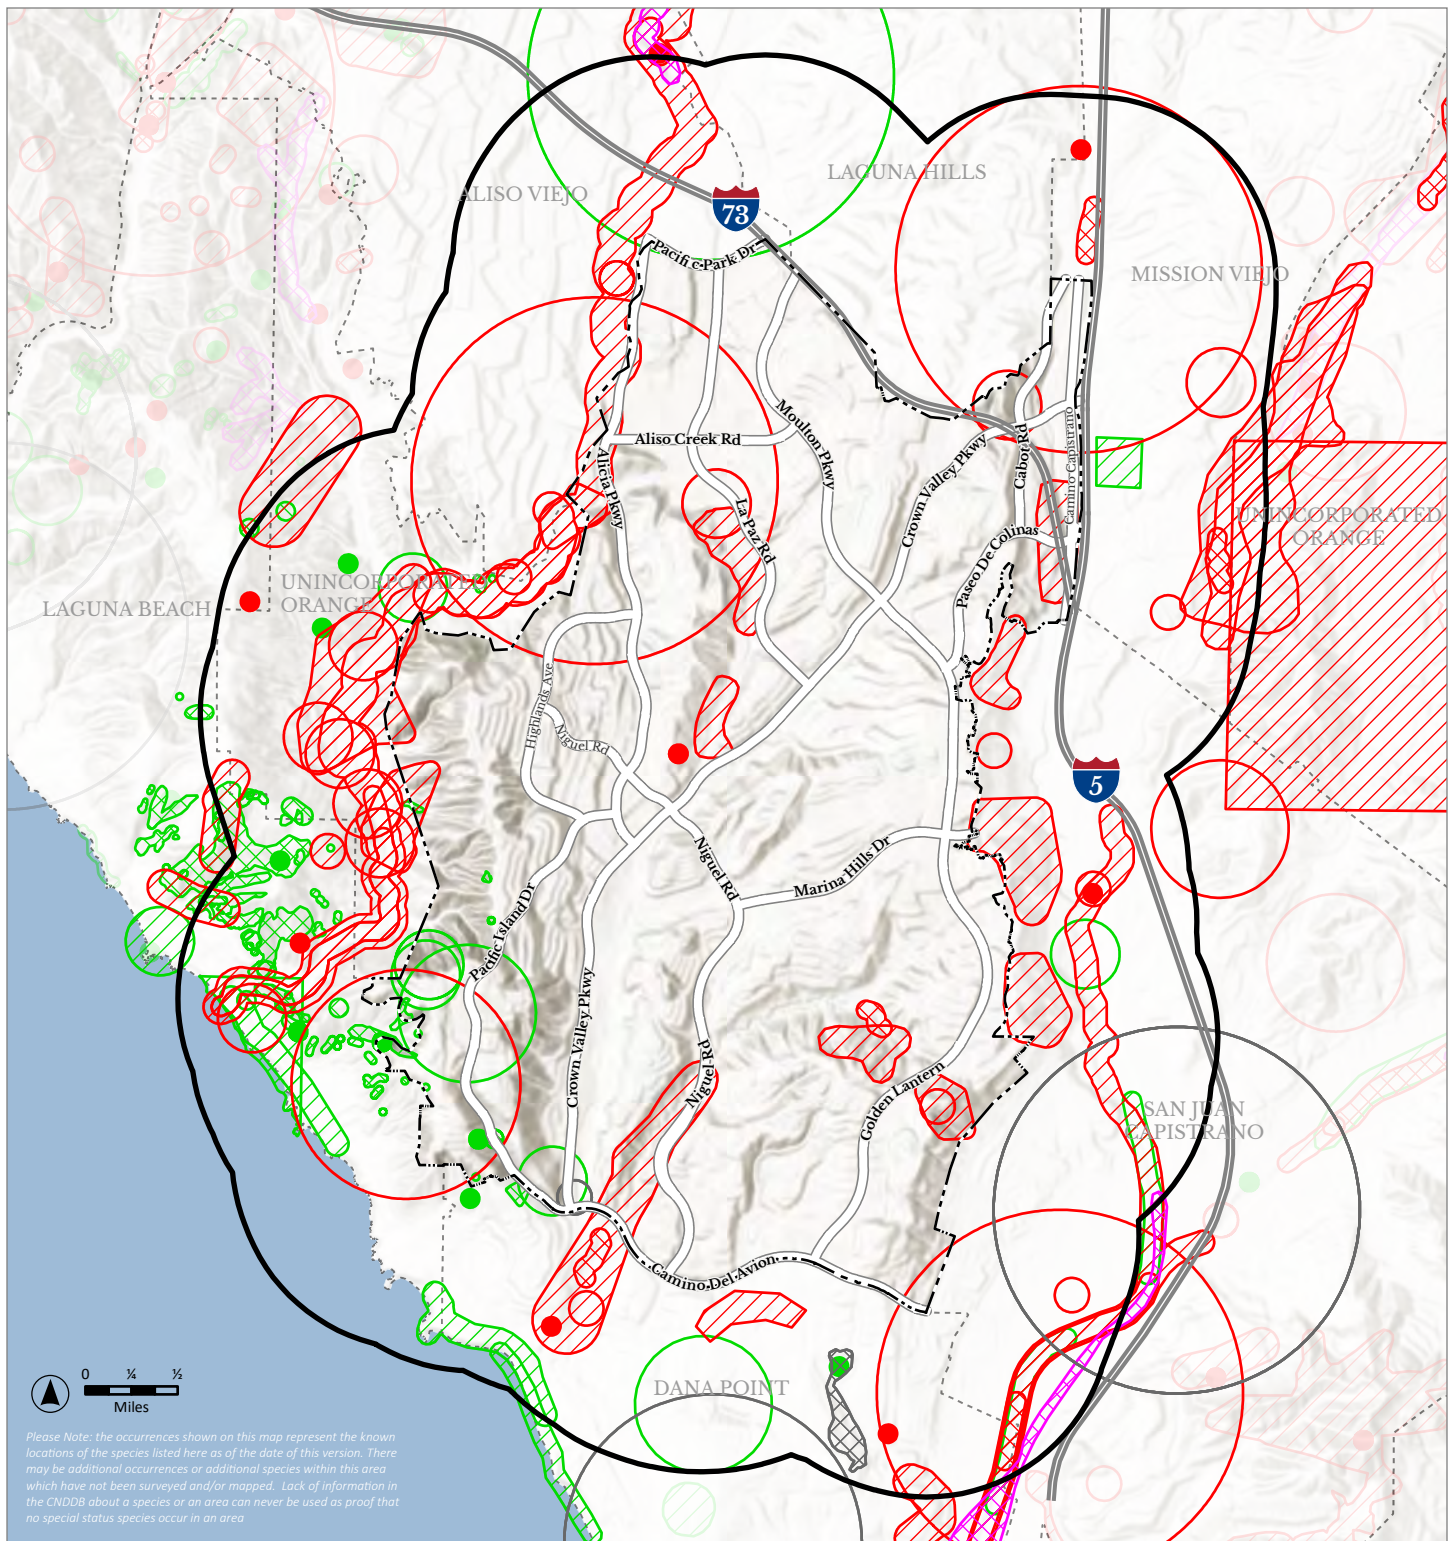 LAGUNA HILLS
ALISO VIEJO
73
Pacific Park Dr
MISSION VIEJO
Moulton Pkwy
Aliso Creek Rd
Camino Capistrano
Cabot Rd
Crown Valley Pkwy
Alicia Pkwy
La Paz Rd
UNINCORPORATED
ORANGE
Paseo De Colinas
UNINCORPORATED
ORANGE
LAGUNA BEACH
Highlands Ave
Niguel Rd
5
Niguel Rd
Marina Hills Dr
Pacific Island Dr
Crown Valley Pkwy
Niguel Rd
Golden Lantern
SAN JUAN
CAPISTRANO
Camino Del Avion
DANA POINT
0 ¼ ½
Miles
Please Note: the occurrences shown on this map represent the known
locations of the species listed here as of the date of this version. There
may be additional occurrences or additional species within this area
which have not been surveyed and/or mapped. Lack of information in
the CNDDB about a species or an area can never be used as proof that
no special status species occur in an area